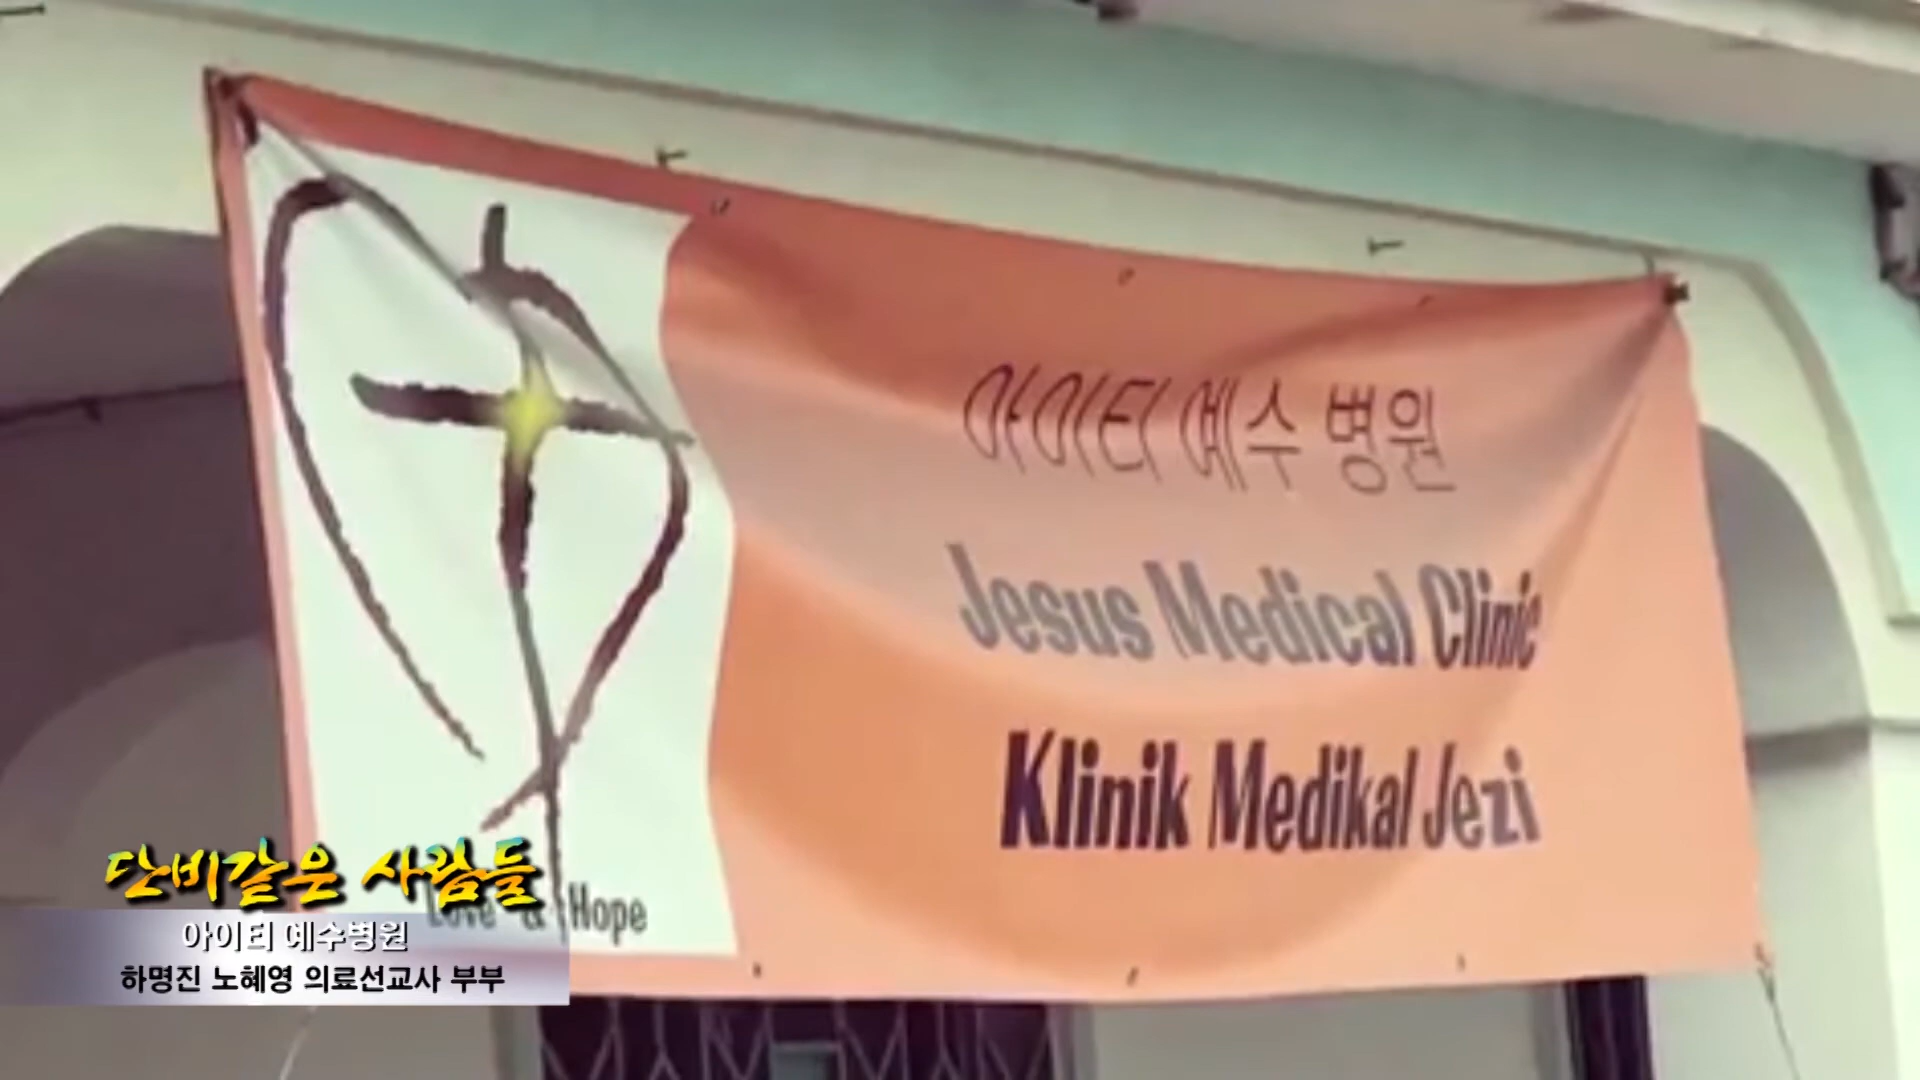 아이티 예수 병원
Jesus Medical Clinic
Klinik Medikal Jezi
Love & Hope
단비같은 사람들
아이티 예수병원
하명진 노혜영 의료선교사 부부